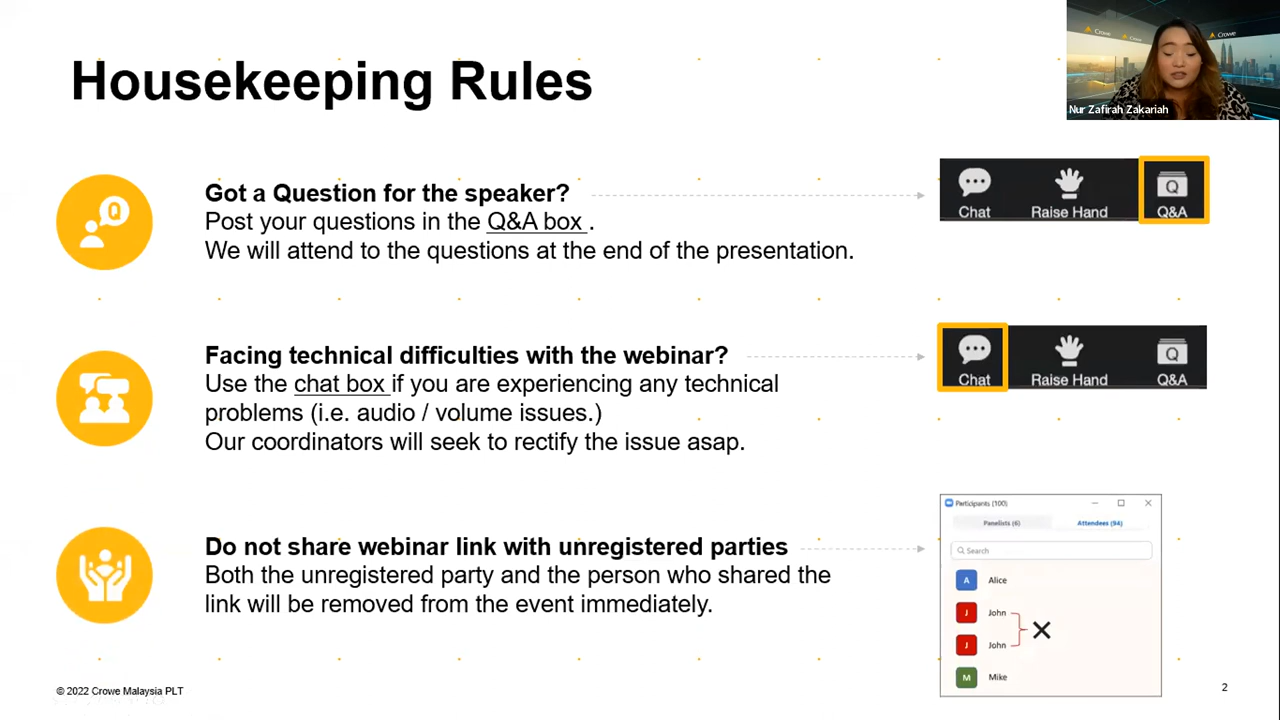 Housekeeping Rules
Crowe
Crowe
Crowe
Nur Zafirah Zakariah
Q
Got a Question for the speaker?
Post your questions in the Q&A box .
We will attend to the questions at the end of the presentation.
Chat
Raise Hand
Q
Q&A
Facing technical difficulties with the webinar?
Use the chat box if you are experiencing any technical
problems (i.e. audio / volume issues.)
Our coordinators will seek to rectify the issue asap.
Chat
Raise Hand
Q
Q&A
Do not share webinar link with unregistered parties
Both the unregistered party and the person who shared the
link will be removed from the event immediately.
Participants (100)
Panelists (6)
Attendees (94)
Search
A Alice
J John
J John
M Mike
© 2022 Crowe Malaysia PLT
2